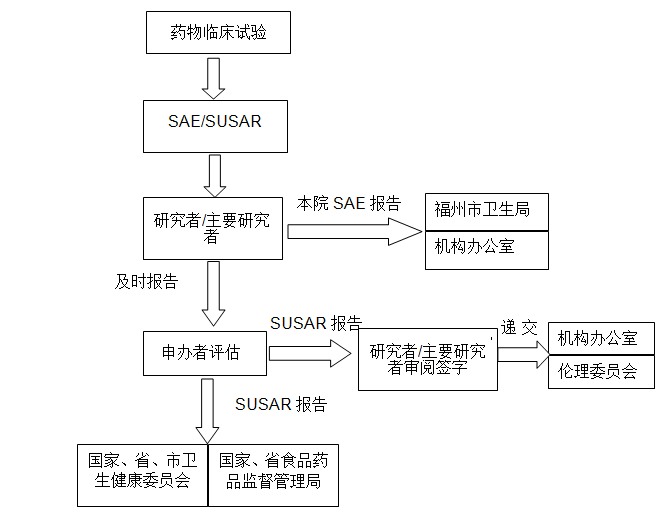 药物临床试验
SAE/SUSAR
研究者/主要研究
者
本院 SAE 报告
福州市卫生局
机构办公室
及时报告
申办者评估
SUSAR 报告
研究者/主要研究
者审阅签字
递 交
机构办公室
伦理委员会
SUSAR 报告
国家、省、市卫
生健康委员会
国家、省食品药
品监督管理局